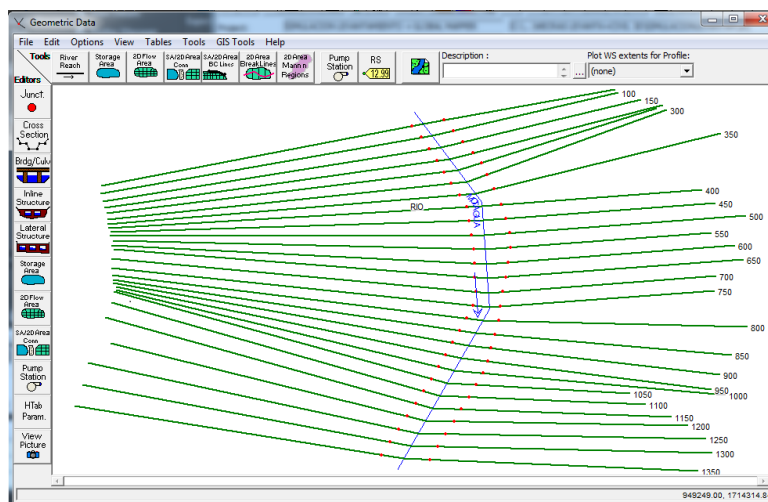 Geometric Data
File Edit Options View Tables Tools GIS Tools Help
Tools
Editors
River Reach
Storage Area
2D Flow Area
SA/2D Area Conn
SA/2D Area BC Lines
2D Area BreakLines
2D Area Mann n Regions
Pump Station
RS
12.99
Description :
...
Plot WS extents for Profile:
(none)
Junct.
Cross Section
Brdg/Culv
Inline Structure
Lateral Structure
Storage Area
2D Flow Area
SA/2D Area Conn
Pump Station
HTab Param.
View Picture
RIO
100
150
300
350
400
450
500
550
600
650
700
750
800
850
900
950
1000
1050
1100
1150
1200
1250
1300
1350
949249.00, 1714314.8